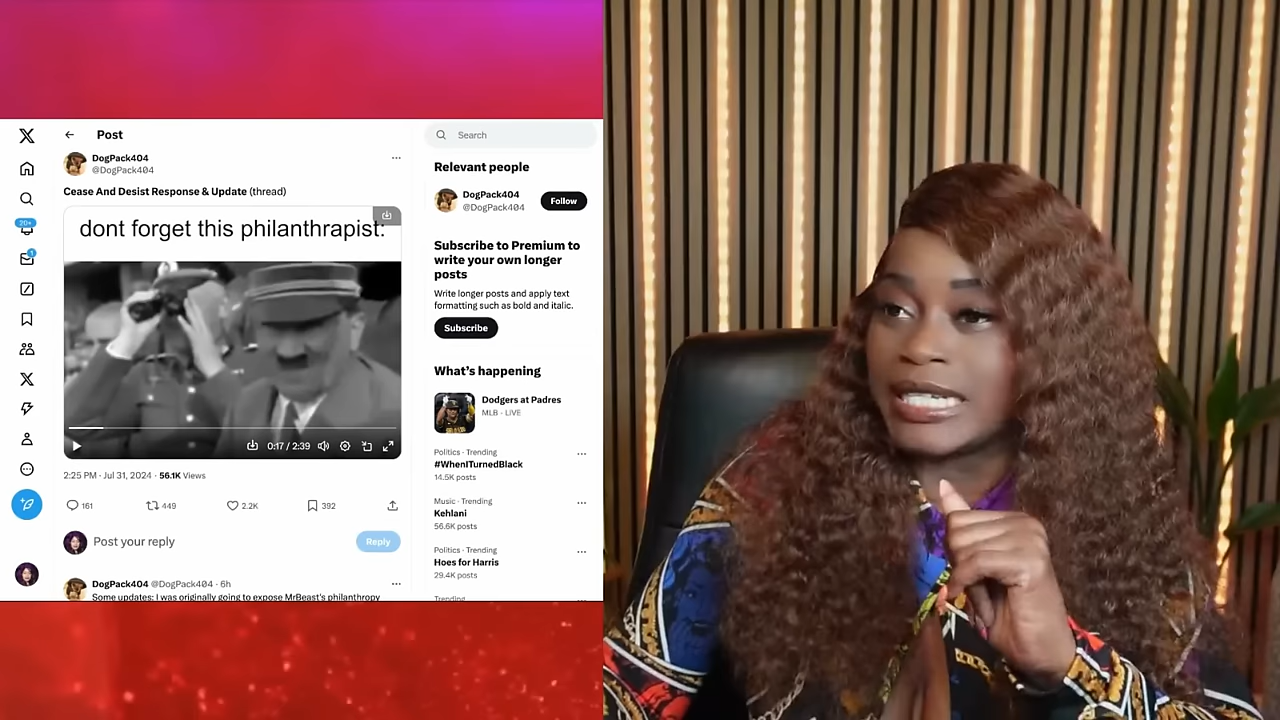 Post
Search
DogPack404
@DogPack404
Cease And Desist Response & Update (thread)
dont forget this philanthrapist:
0:17 / 2:39
2:25 PM · Jul 31, 2024 · 56.1K Views
161
449
2.2K
392
20+
1
Post your reply
Reply
DogPack404 @DogPack404 · 6h
Some updates: I was originally going to expose MrBeast's philanthropy
Relevant people
DogPack404
@DogPack404
Follow
Subscribe to Premium to
write your own longer
posts
Write longer posts and apply text
formatting such as bold and italic.
Subscribe
What's happening
Dodgers at Padres
MLB · LIVE
Politics · Trending
#WhenITurnedBlack
14.5K posts
Music · Trending
Kehlani
56.6K posts
Politics · Trending
Hoes for Harris
29.4K posts
Trending